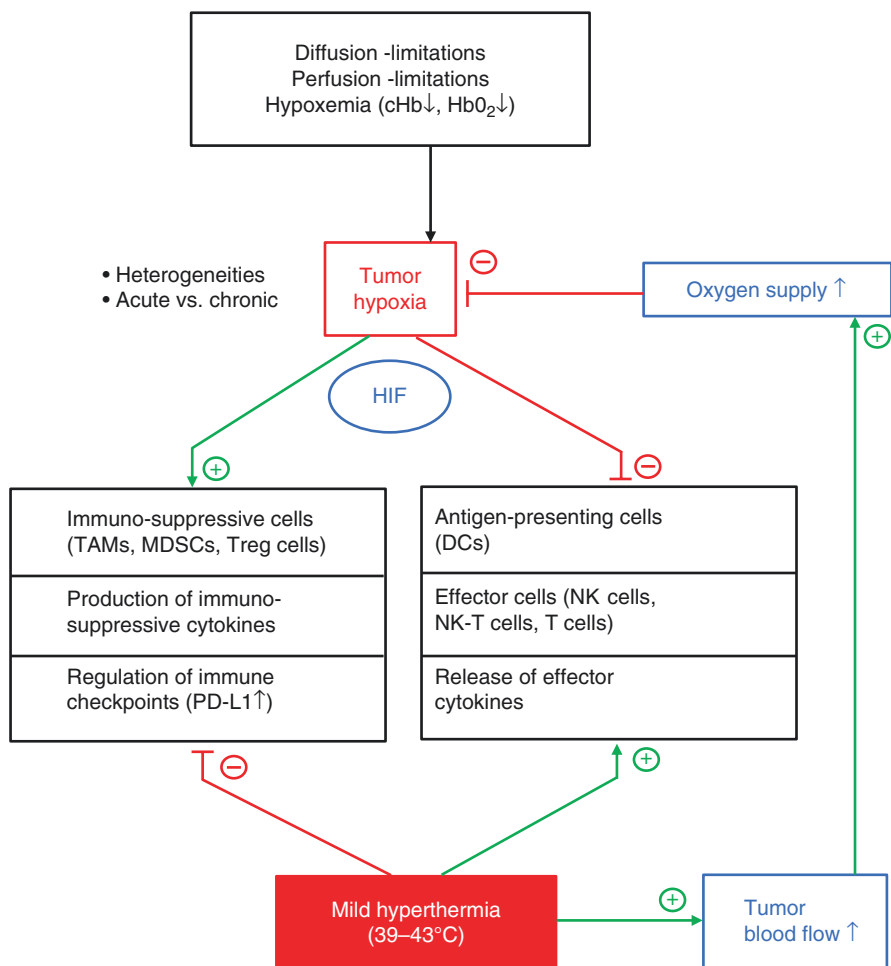 Diffusion -limitations
Perfusion -limitations
Hypoxemia (cHb↓, Hb0₂↓)
• Heterogeneities
• Acute vs. chronic
Tumor
hypoxia
−
Oxygen supply ↑
+
HIF
+
−
Immuno-suppressive cells
(TAMs, MDSCs, Treg cells)
Production of immuno-
suppressive cytokines
Regulation of immune
checkpoints (PD-L1↑)
Antigen-presenting cells
(DCs)
Effector cells (NK cells,
NK-T cells, T cells)
Release of effector
cytokines
−
+
Mild hyperthermia
(39–43°C)
+
Tumor
blood flow ↑